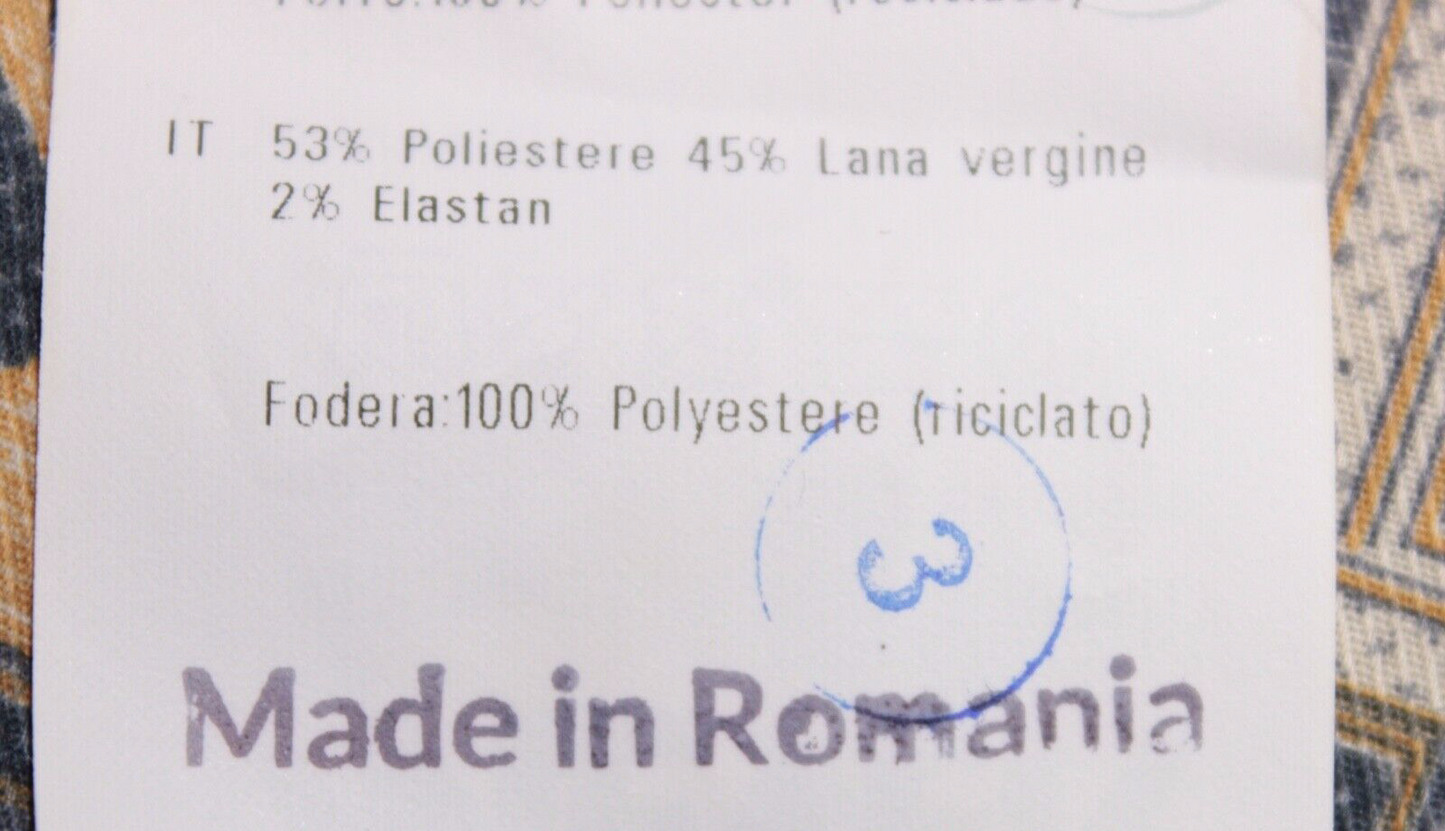 IT 53% Poliestere 45% Lana vergine
2% Elastan
Fodera:100% Polyestere (riciclato)
3
Made in Romania